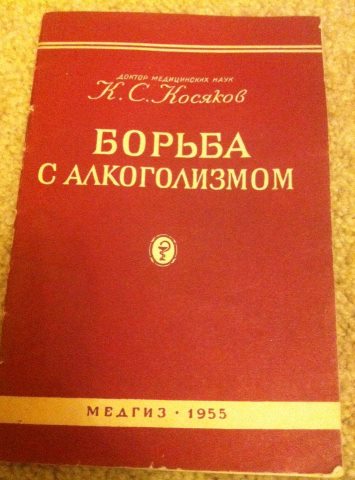 ДОКТОР МЕДИЦИНСКИХ НАУК
К. С. Косяков
БОРЬБА
С АЛКОГОЛИЗМОМ
МЕДГИЗ • 1955